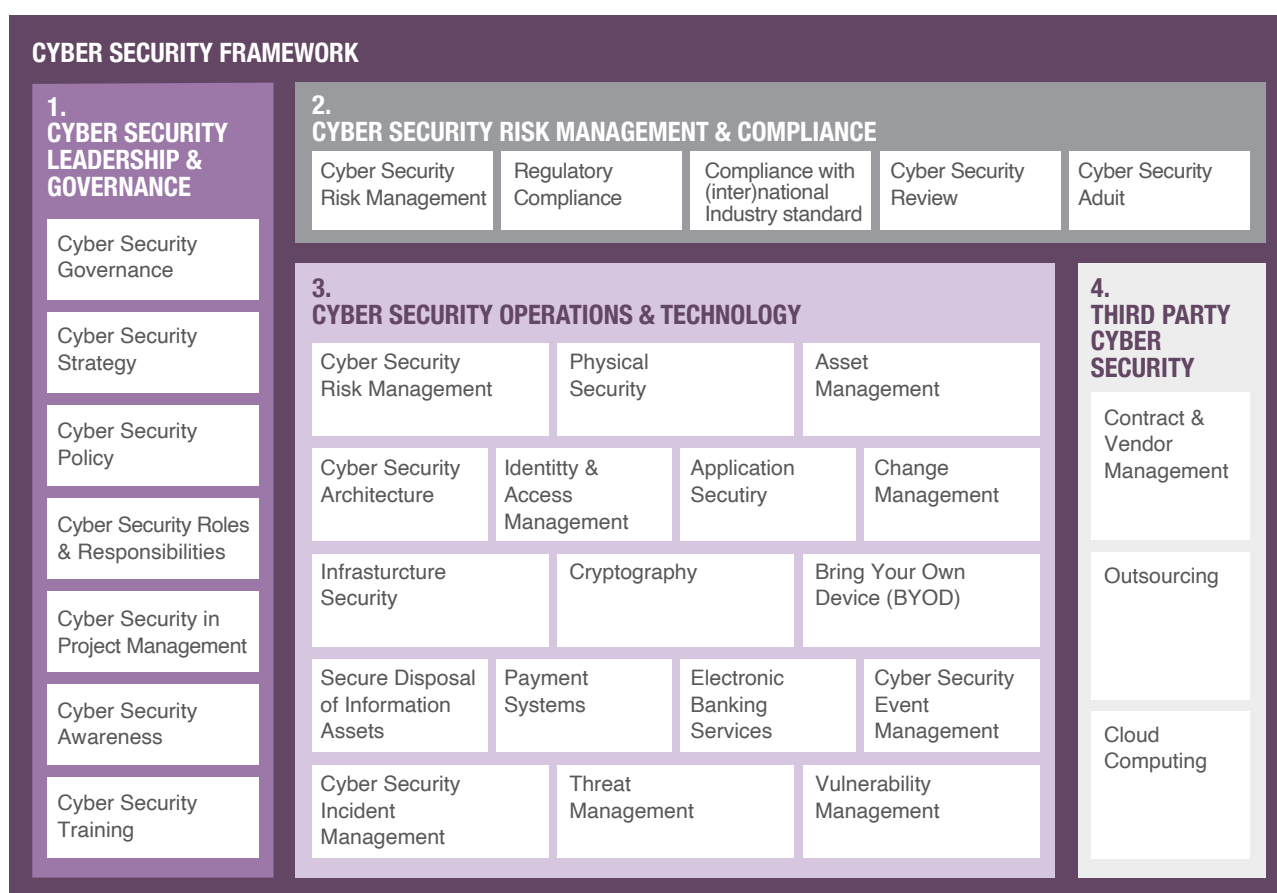 CYBER SECURITY FRAMEWORK
1.
CYBER SECURITY
LEADERSHIP &
GOVERNANCE
Cyber Security
Governance
Cyber Security
Strategy
Cyber Security
Policy
Cyber Security Roles
& Responsibilities
Cyber Security in
Project Management
Cyber Security
Awareness
Cyber Security
Training
2.
CYBER SECURITY RISK MANAGEMENT & COMPLIANCE
Cyber Security
Risk Management
Regulatory
Compliance
Compliance with
(inter)national
Industry standard
Cyber Security
Review
Cyber Security
Aduit
3.
CYBER SECURITY OPERATIONS & TECHNOLOGY
Cyber Security
Risk Management
Physical
Security
Asset
Management
Cyber Security
Architecture
Identitty &
Access
Management
Application
Secutiry
Change
Management
Infrasturcture
Security
Cryptography
Bring Your Own
Device (BYOD)
Secure Disposal
of Information
Assets
Payment
Systems
Electronic
Banking
Services
Cyber Security
Event
Management
Cyber Security
Incident
Management
Threat
Management
Vulnerability
Management
4.
THIRD PARTY
CYBER
SECURITY
Contract &
Vendor
Management
Outsourcing
Cloud
Computing